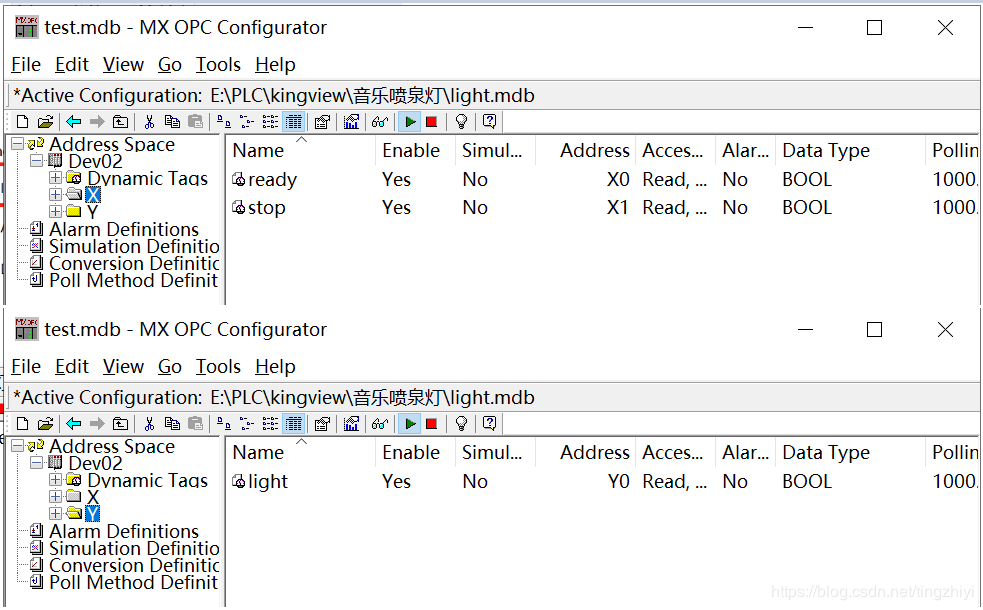 test.mdb - MX OPC Configurator
File Edit View Go Tools Help
*Active Configuration: E:\PLC\kingview\音乐喷泉灯\light.mdb
Address Space
Dev02
Dynamic Tags
X
Y
Alarm Definitions
Simulation Definitio
Conversion Definitic
Poll Method Definit
Name Enable Simul... Address Acces... Alar... Data Type Pollin
ready Yes No X0 Read, ... No BOOL 1000.
stop Yes No X1 Read, ... No BOOL 1000.
test.mdb - MX OPC Configurator
File Edit View Go Tools Help
*Active Configuration: E:\PLC\kingview\音乐喷泉灯\light.mdb
Address Space
Dev02
Dynamic Tags
X
Y
Alarm Definitions
Simulation Definitio
Conversion Definitic
Poll Method Definit
Name Enable Simul... Address Acces... Alar... Data Type Pollin
light Yes No Y0 Read, ... No BOOL 1000.
https://blog.csdn.net/tingzhiyi